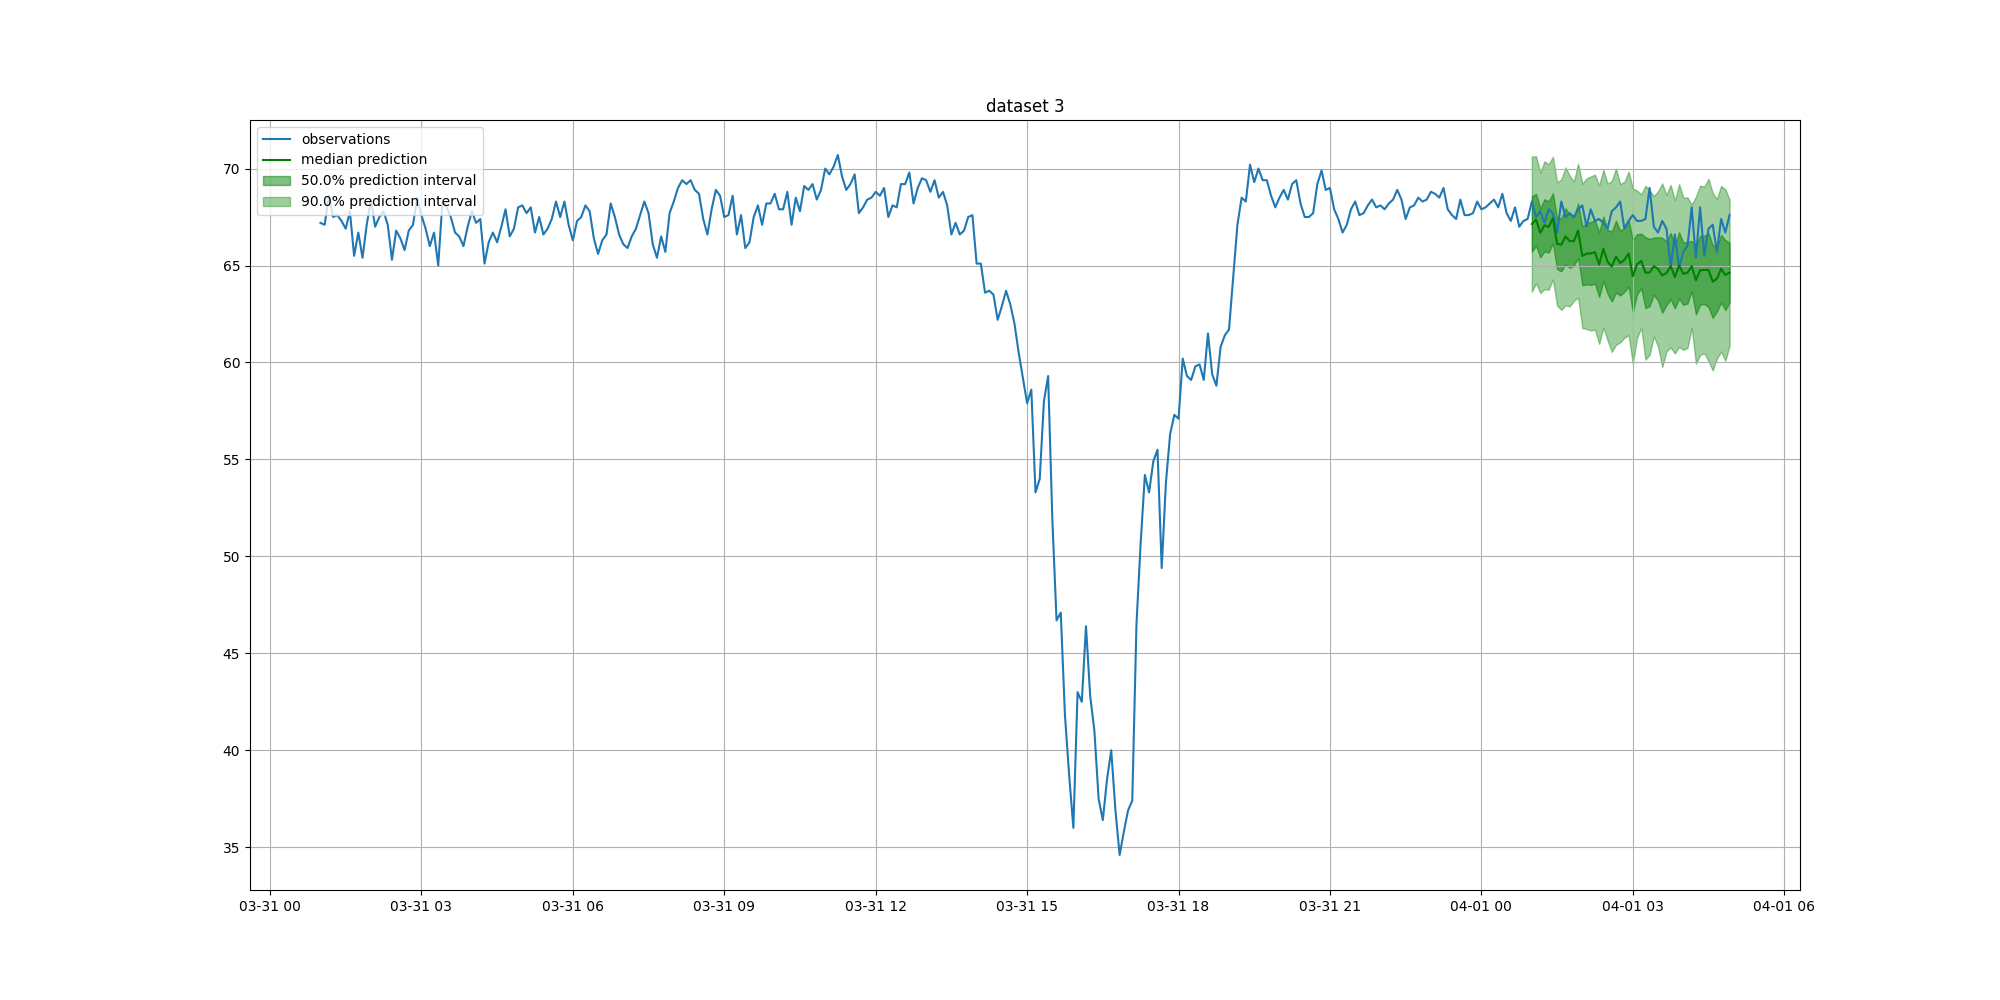 dataset 3
observations
median prediction
50.0% prediction interval
90.0% prediction interval
70
65
60
55
50
45
40
35
03-31 00 03-31 03 03-31 06 03-31 09 03-31 12 03-31 15 03-31 18 03-31 21 04-01 00 04-01 03 04-01 06